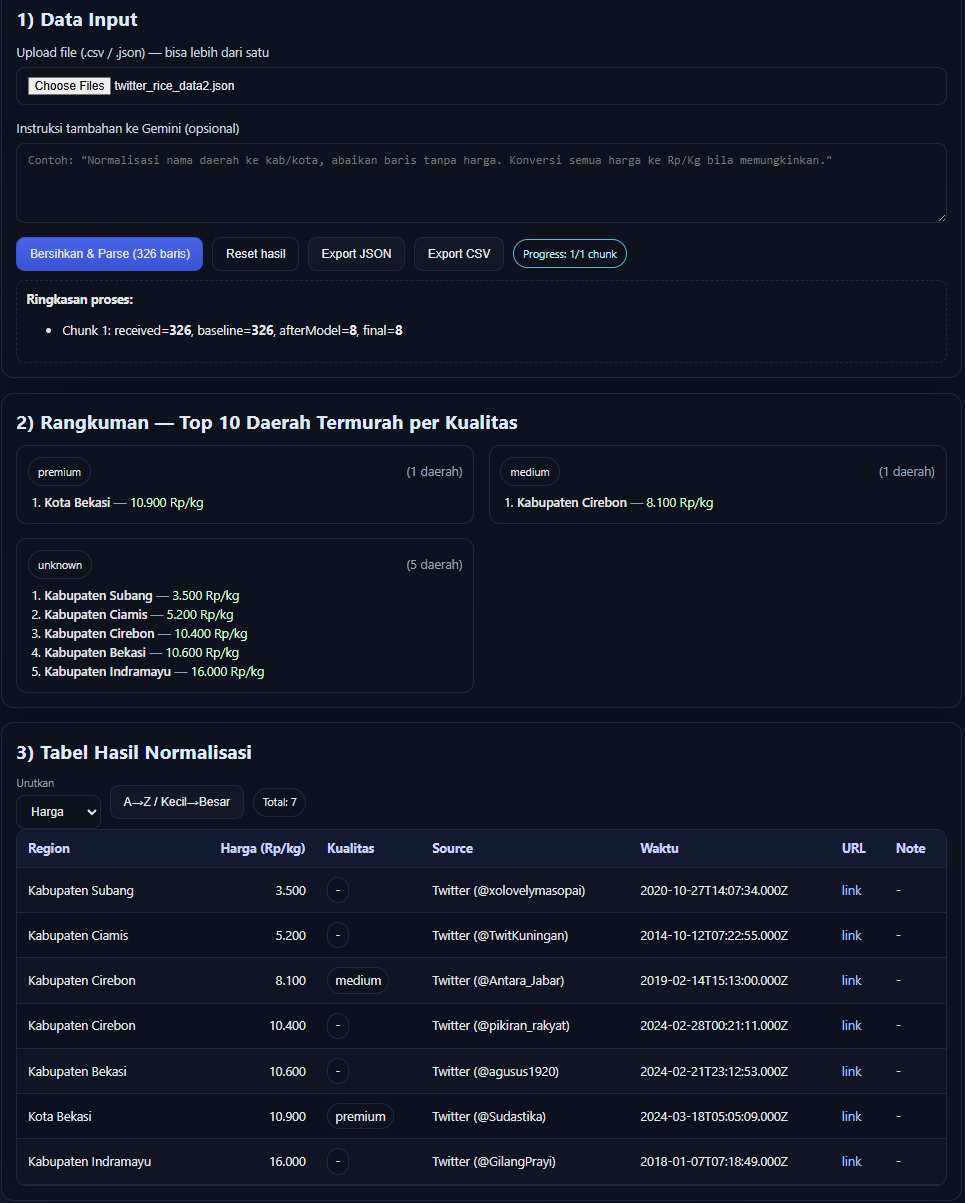 1) Data Input
Upload file (.csv / .json) — bisa lebih dari satu
Choose Files twitter_rice_data2.json
Instruksi tambahan ke Gemini (opsional)
Contoh: "Normalisasi nama daerah ke kab/kota, abaikan baris tanpa harga. Konversi semua harga ke Rp/Kg bila memungkinkan."
Bersihkan & Parse (326 baris) Reset hasil Export JSON Export CSV Progress: 1/1 chunk
Ringkasan proses:
• Chunk 1: received=326, baseline=326, afterModel=8, final=8
2) Rangkuman — Top 10 Daerah Termurah per Kualitas
premium (1 daerah)
1. Kota Bekasi — 10.900 Rp/kg
medium (1 daerah)
1. Kabupaten Cirebon — 8.100 Rp/kg
unknown (5 daerah)
1. Kabupaten Subang — 3.500 Rp/kg
2. Kabupaten Ciamis — 5.200 Rp/kg
3. Kabupaten Cirebon — 10.400 Rp/kg
4. Kabupaten Bekasi — 10.600 Rp/kg
5. Kabupaten Indramayu — 16.000 Rp/kg
3) Tabel Hasil Normalisasi
Urutkan
Harga A→Z / Kecil→Besar Total: 7
Region Harga (Rp/kg) Kualitas Source Waktu URL Note
Kabupaten Subang 3.500 - Twitter (@xolovelymasopai) 2020-10-27T14:07:34.000Z link -
Kabupaten Ciamis 5.200 - Twitter (@TwitKuningan) 2014-10-12T07:22:55.000Z link -
Kabupaten Cirebon 8.100 medium Twitter (@Antara_Jabar) 2019-02-14T15:13:00.000Z link -
Kabupaten Cirebon 10.400 - Twitter (@pikiran_rakyat) 2024-02-28T00:21:11.000Z link -
Kabupaten Bekasi 10.600 - Twitter (@agusus1920) 2024-02-21T23:12:53.000Z link -
Kota Bekasi 10.900 premium Twitter (@Sudastika) 2024-03-18T05:05:09.000Z link -
Kabupaten Indramayu 16.000 - Twitter (@GilangPrayi) 2018-01-07T07:18:49.000Z link -